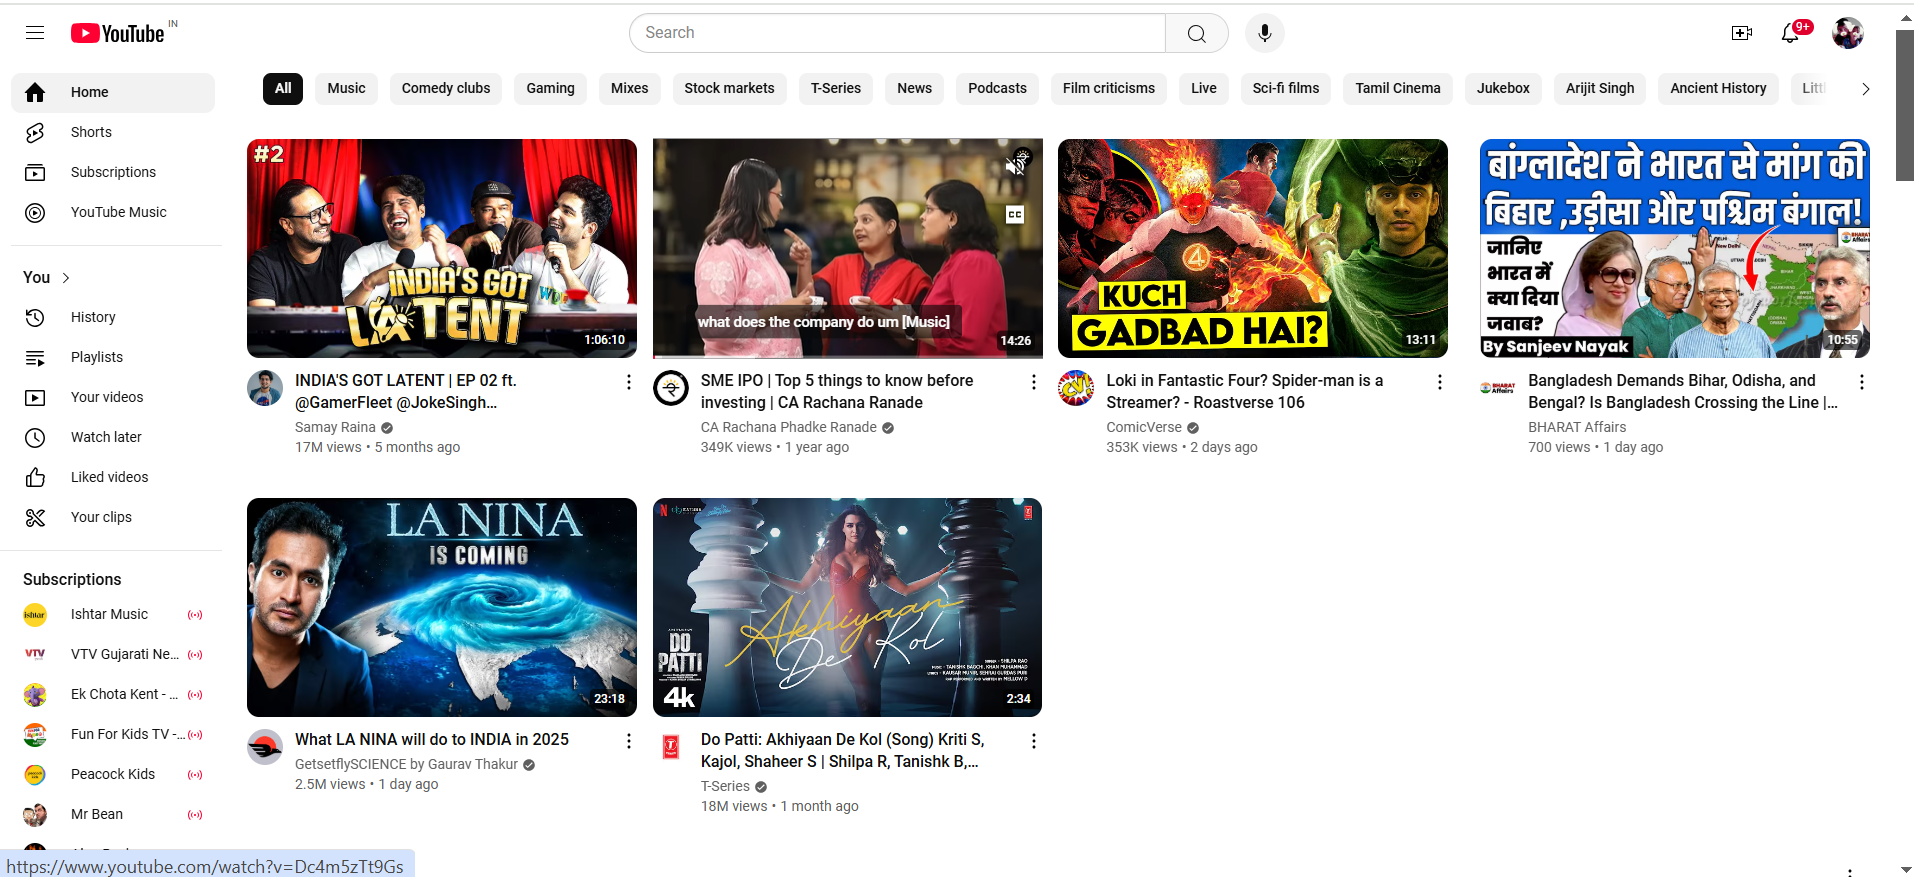 YouTube IN
Search
9+
Home
Shorts
Subscriptions
YouTube Music
You
History
Playlists
Your videos
Watch later
Liked videos
Your clips
Subscriptions
Ishtar Music
VTV Gujarati Ne...
Ek Chota Kent - ...
Fun For Kids TV -...
Peacock Kids
Mr Bean
https://www.youtube.com/watch?v=Dc4m5zTt9Gs
All Music Comedy clubs Gaming Mixes Stock markets T-Series News Podcasts Film criticisms Live Sci-fi films Tamil Cinema Jukebox Arijit Singh Ancient History
#2
INDIA'S GOT
LATENT
1:06:10
INDIA'S GOT LATENT | EP 02 ft.
@GamerFleet @JokeSingh...
Samay Raina
17M views • 5 months ago
CC
what does the company do um [Music]
14:26
SME IPO | Top 5 things to know before
investing | CA Rachana Ranade
CA Rachana Phadke Ranade
349K views • 1 year ago
4
KUCH
GADBAD HAI?
13:11
Loki in Fantastic Four? Spider-man is a
Streamer? - Roastverse 106
ComicVerse
353K views • 2 days ago
बांग्लादेश ने भारत से मांग की
बिहार ,उड़ीसा और पश्चिम बंगाल!
जानिए
भारत में
क्या दिया
जवाब?
By Sanjeev Nayak
BHARAT
Affairs
10:55
BHARAT
Affairs
Bangladesh Demands Bihar, Odisha, and
Bengal? Is Bangladesh Crossing the Line |...
BHARAT Affairs
700 views • 1 day ago
LA NINA
IS COMING
23:18
What LA NINA will do to INDIA in 2025
GetsetflySCIENCE by Gaurav Thakur
2.5M views • 1 day ago
Akhiyaan
De Kol
DO
PATTI
4k
2:34
Do Patti: Akhiyaan De Kol (Song) Kriti S,
Kajol, Shaheer S | Shilpa R, Tanishk B,...
T-Series
18M views • 1 month ago